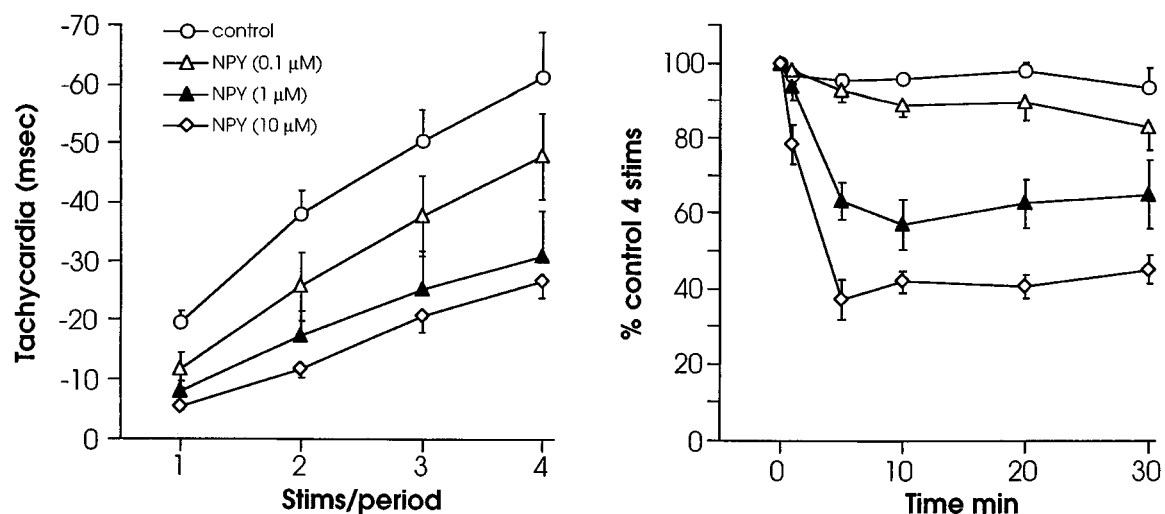 -70
-60
-50
-40
-30
-20
-10
0
Tachycardia (msec)
control
NPY (0.1 µM)
NPY (1 µM)
NPY (10 µM)
1 2 3 4
Stims/period
100
80
60
40
20
0
% control 4 stims
0 10 20 30
Time min